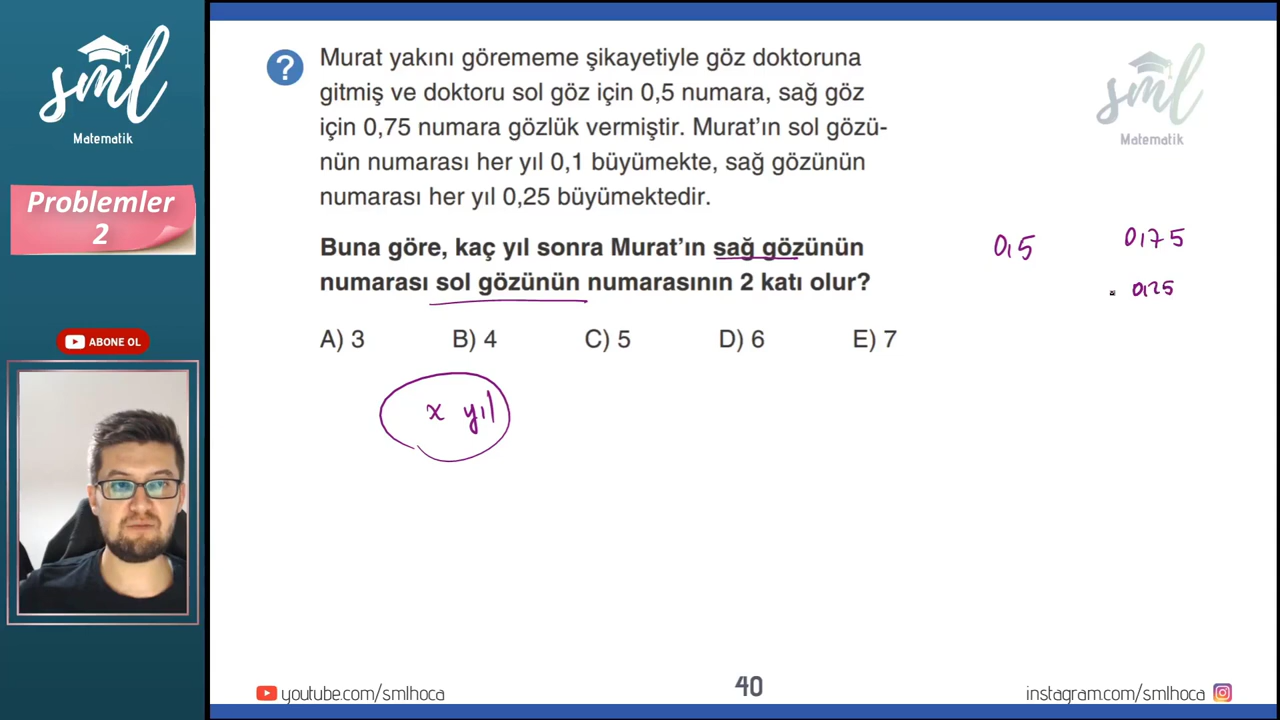 sml
Matematik
Problemler
2
ABONE OL
?
Murat yakını görememe şikayetiyle göz doktoruna
gitmiş ve doktoru sol göz için 0,5 numara, sağ göz
için 0,75 numara gözlük vermiştir. Murat’ın sol gözü-
nün numarası her yıl 0,1 büyümekte, sağ gözünün
numarası her yıl 0,25 büyümektedir.
Buna göre, kaç yıl sonra Murat’ın sağ gözünün
numarası sol gözünün numarasının 2 katı olur?
A) 3 B) 4 C) 5 D) 6 E) 7
x yıl
sml
Matematik
0,5 0,75
0,25
youtube.com/smlhoca
40
instagram.com/smlhoca